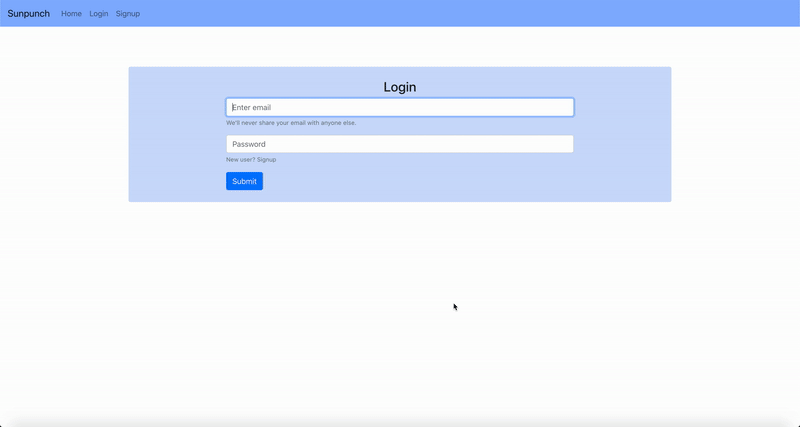 Sunpunch Home Login Signup
Login
Enter email
We'll never share your email with anyone else.
Password
New user? Signup
Submit